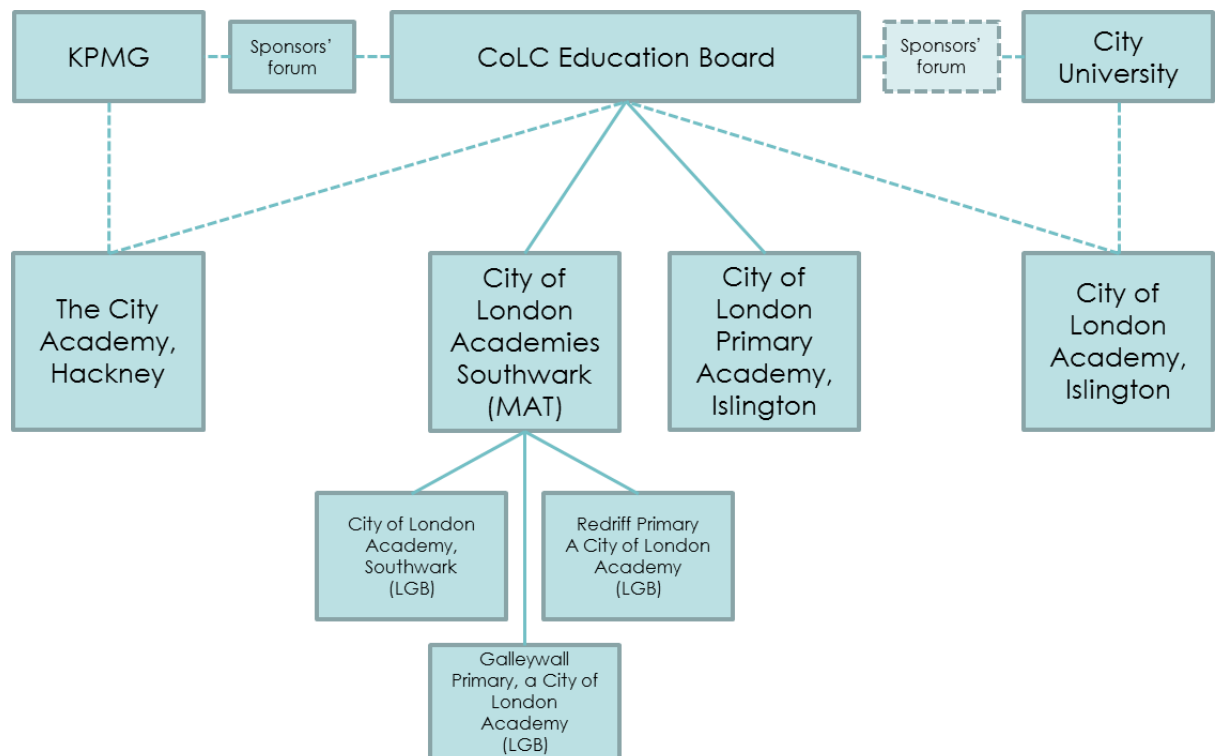 KPMG
Sponsors’
forum
CoLC Education Board
Sponsors’
forum
City
University
The City
Academy,
Hackney
City of
London
Academies
Southwark
(MAT)
City of
London
Primary
Academy,
Islington
City of
London
Academy,
Islington
City of London
Academy,
Southwark
(LGB)
Redriff Primary
A City of London
Academy
(LGB)
Galleywall
Primary, a City of
London
Academy
(LGB)